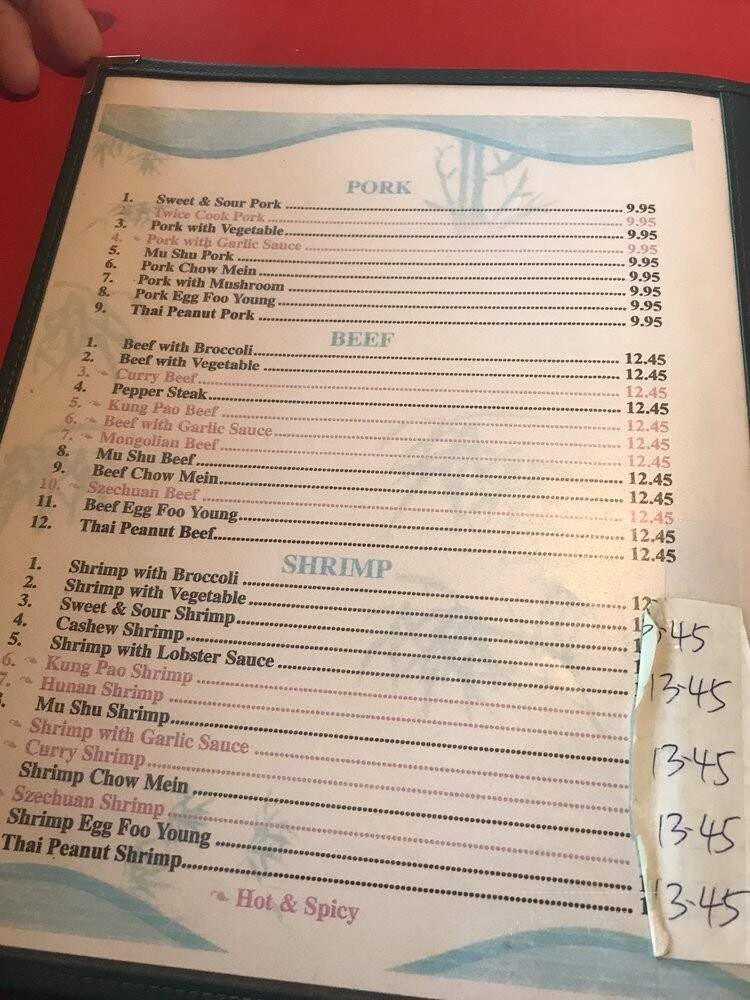 PORK
1. Sweet & Sour Pork 9.95
2. Twice Cook Pork 9.95
3. Pork with Vegetable 9.95
4. Pork with Garlic Sauce 9.95
5. Mu Shu Pork 9.95
6. Pork Chow Mein 9.95
7. Pork with Mushroom 9.95
8. Pork Egg Foo Young 9.95
9. Thai Peanut Pork 9.95
BEEF
1. Beef with Broccoli 12.45
2. Beef with Vegetable 12.45
3. Curry Beef 12.45
4. Pepper Steak 12.45
5. Kung Pao Beef 12.45
6. Beef with Garlic Sauce 12.45
7. Mongolian Beef 12.45
8. Mu Shu Beef 12.45
9. Beef Chow Mein 12.45
10. Szechuan Beef 12.45
11. Beef Egg Foo Young 12.45
12. Thai Peanut Beef 12.45
SHRIMP
1. Shrimp with Broccoli
2. Shrimp with Vegetable
3. Sweet & Sour Shrimp
4. Cashew Shrimp
5. Shrimp with Lobster Sauce
6. Kung Pao Shrimp
7. Hunan Shrimp
Mu Shu Shrimp
Shrimp with Garlic Sauce
Curry Shrimp
Shrimp Chow Mein
Szechuan Shrimp
Shrimp Egg Foo Young
Thai Peanut Shrimp
13.45
13.45
13.45
13.45
13.45
Hot & Spicy